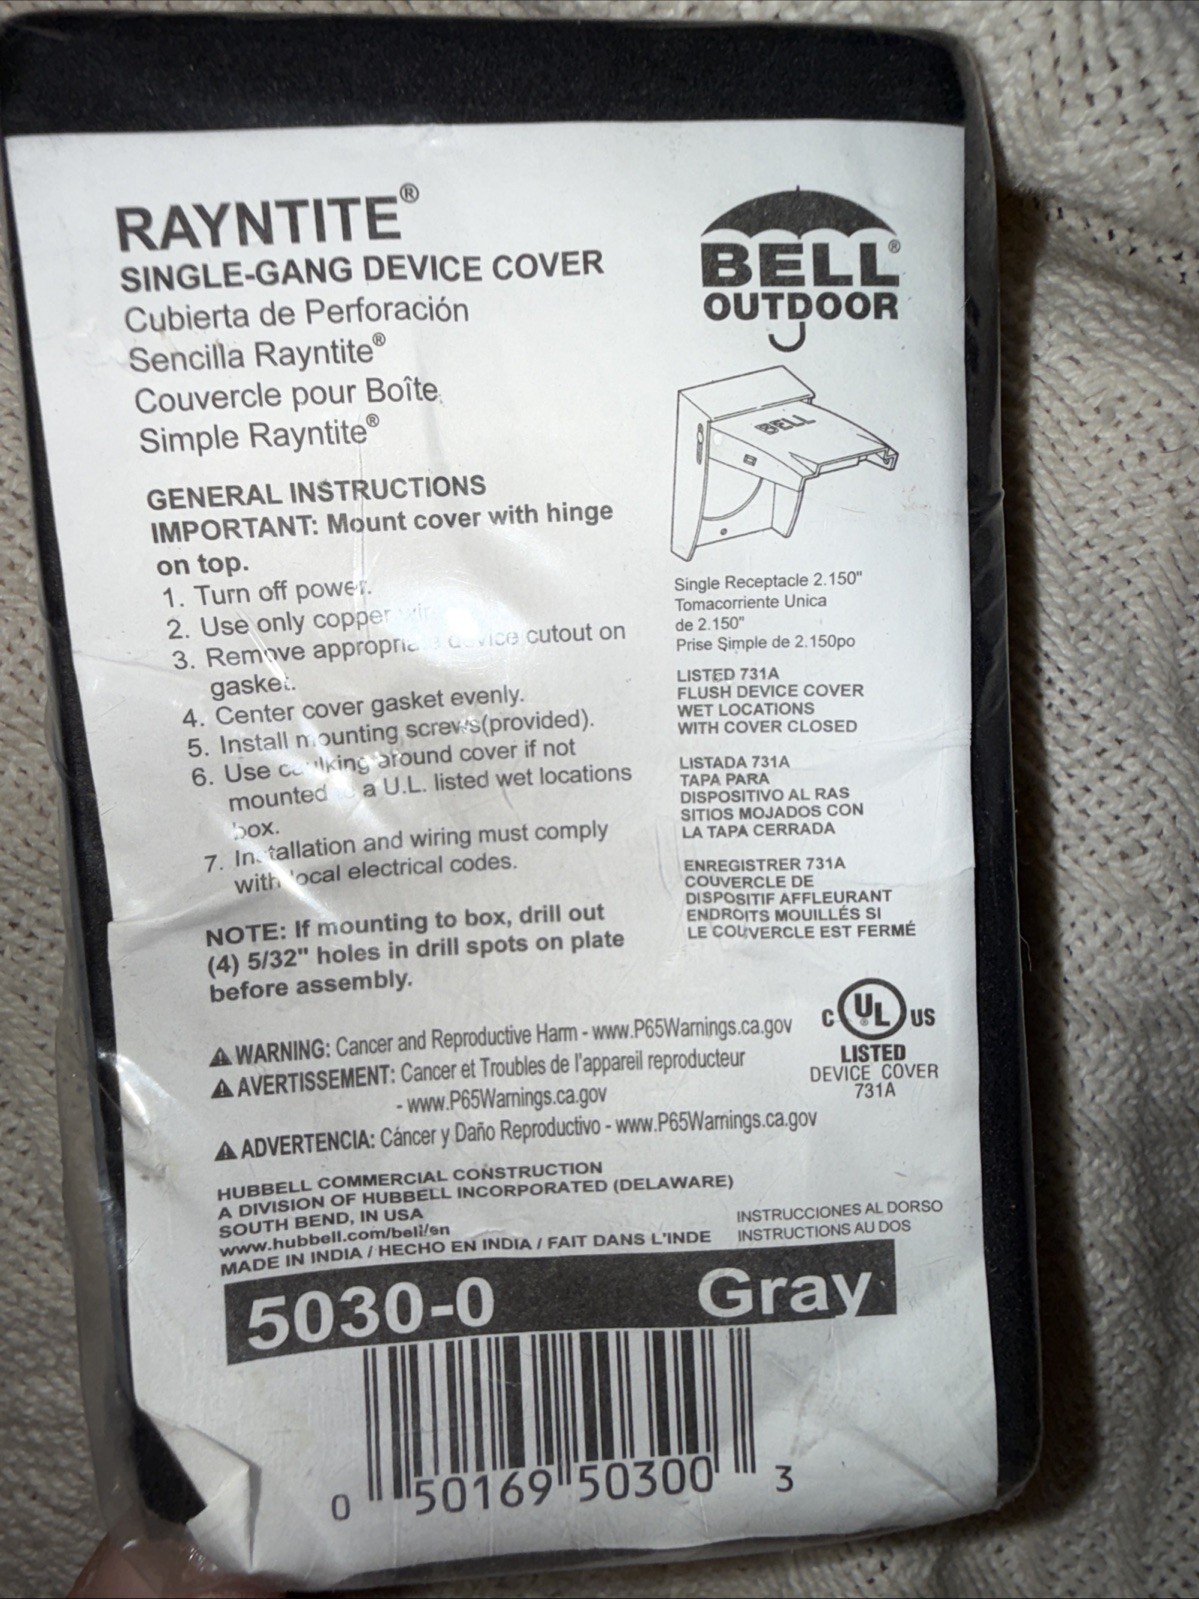 RAYNTITE®
SINGLE-GANG DEVICE COVER
Cubierta de Perforación
Sencilla Rayntite®
Couvercle pour Boîte
Simple Rayntite®
GENERAL INSTRUCTIONS
IMPORTANT: Mount cover with hinge
on top.
1. Turn off power.
2. Use only copper
3. Remove appropriate device cutout on
gasket.
4. Center cover gasket evenly.
5. Install mounting screws(provided).
6. Use caulking around cover if not
mounted a U.L. listed wet locations
box.
7. Installation and wiring must comply
with local electrical codes.
NOTE: If mounting to box, drill out
(4) 5/32" holes in drill spots on plate
before assembly.
BELL®
OUTDOOR
BELL
Single Receptacle 2.150"
Tomacorriente Unica
de 2.150"
Prise Simple de 2.150po
LISTED 731A
FLUSH DEVICE COVER
WET LOCATIONS
WITH COVER CLOSED
LISTADA 731A
TAPA PARA
DISPOSITIVO AL RAS
SITIOS MOJADOS CON
LA TAPA CERRADA
ENREGISTRER 731A
COUVERCLE DE
DISPOSITIF AFFLEURANT
ENDROITS MOUILLÉS SI
LE COUVERCLE EST FERMÉ
C UL® US
LISTED
DEVICE COVER
731A
⚠ WARNING: Cancer and Reproductive Harm - www.P65Warnings.ca.gov
⚠ AVERTISSEMENT: Cancer et Troubles de l'appareil reproducteur
- www.P65Warnings.ca.gov
⚠ ADVERTENCIA: Cáncer y Daño Reproductivo - www.P65Warnings.ca.gov
HUBBELL COMMERCIAL CONSTRUCTION
A DIVISION OF HUBBELL INCORPORATED (DELAWARE)
SOUTH BEND, IN USA
www.hubbell.com/bell/en
MADE IN INDIA / HECHO EN INDIA / FAIT DANS L'INDE
INSTRUCCIONES AL DORSO
INSTRUCTIONS AU DOS
5030-0 Gray
0 50169 50300 3